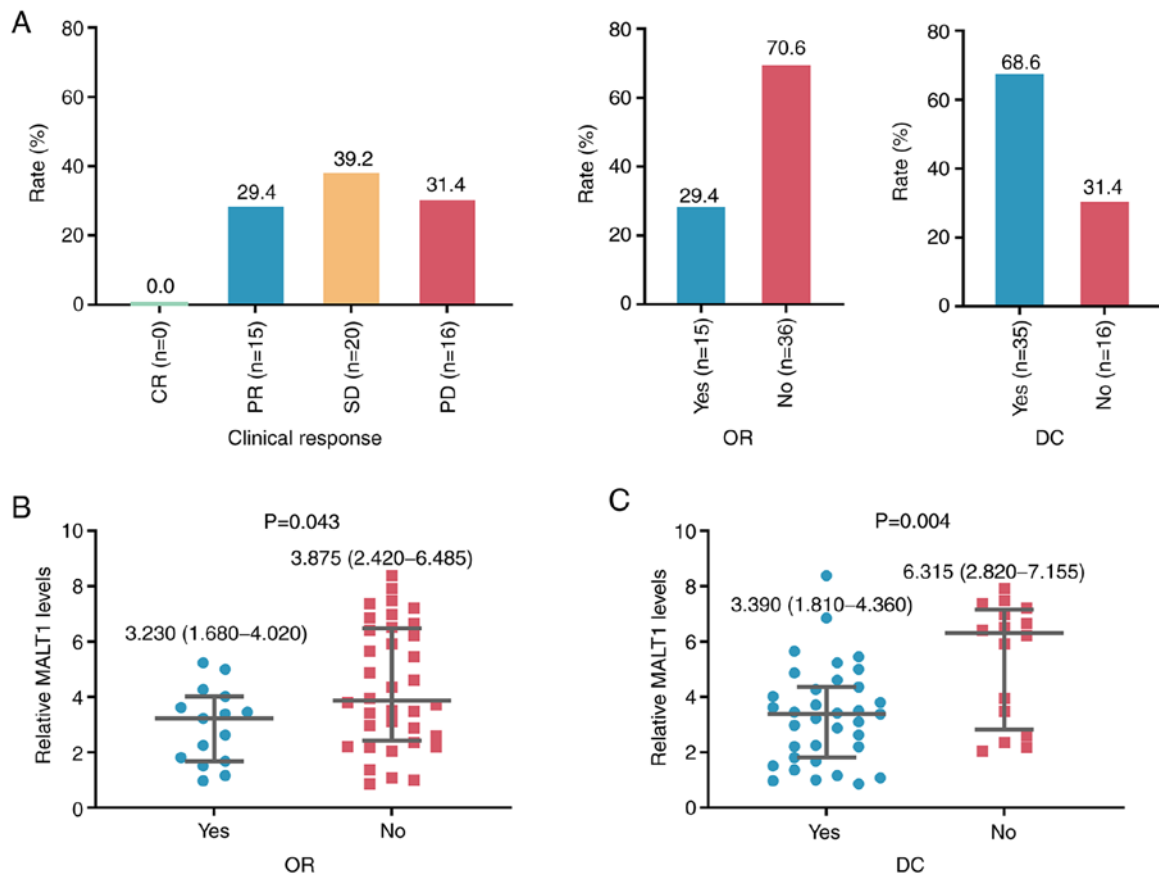 A
80
60
40
20
0
Rate (%)
0.0
29.4
39.2
31.4
CR (n=0)
PR (n=15)
SD (n=20)
PD (n=16)
Clinical response
80
60
40
20
0
Rate (%)
29.4
70.6
Yes (n=15)
No (n=36)
OR
80
60
40
20
0
Rate (%)
68.6
31.4
Yes (n=35)
No (n=16)
DC
B
P=0.043
10
8
6
4
2
0
Relative MALT1 levels
3.230 (1.680–4.020)
3.875 (2.420–6.485)
Yes
No
OR
C
P=0.004
10
8
6
4
2
0
Relative MALT1 levels
3.390 (1.810–4.360)
6.315 (2.820–7.155)
Yes
No
DC